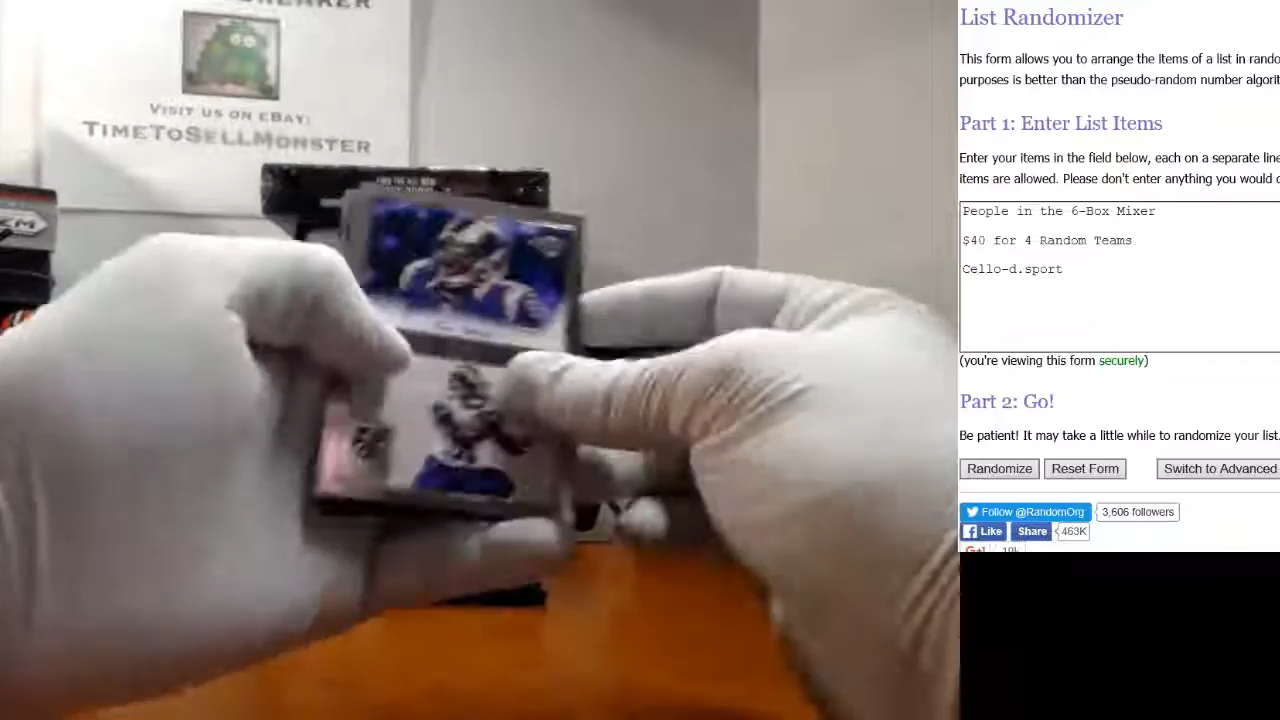 VISIT US ON EBAY:
TIMETOSELLMONSTER
List Randomizer
This form allows you to arrange the items of a list in rando
purposes is better than the pseudo-random number algorit
Part 1: Enter List Items
Enter your items in the field below, each on a separate line
items are allowed. Please don't enter anything you would
People in the 6-Box Mixer
$40 for 4 Random Teams
Cello-d.sport
(you're viewing this form securely)
Part 2: Go!
Be patient! It may take a little while to randomize your list.
Randomize Reset Form Switch to Advanced
Follow @RandomOrg 3,606 followers
Like Share 463K